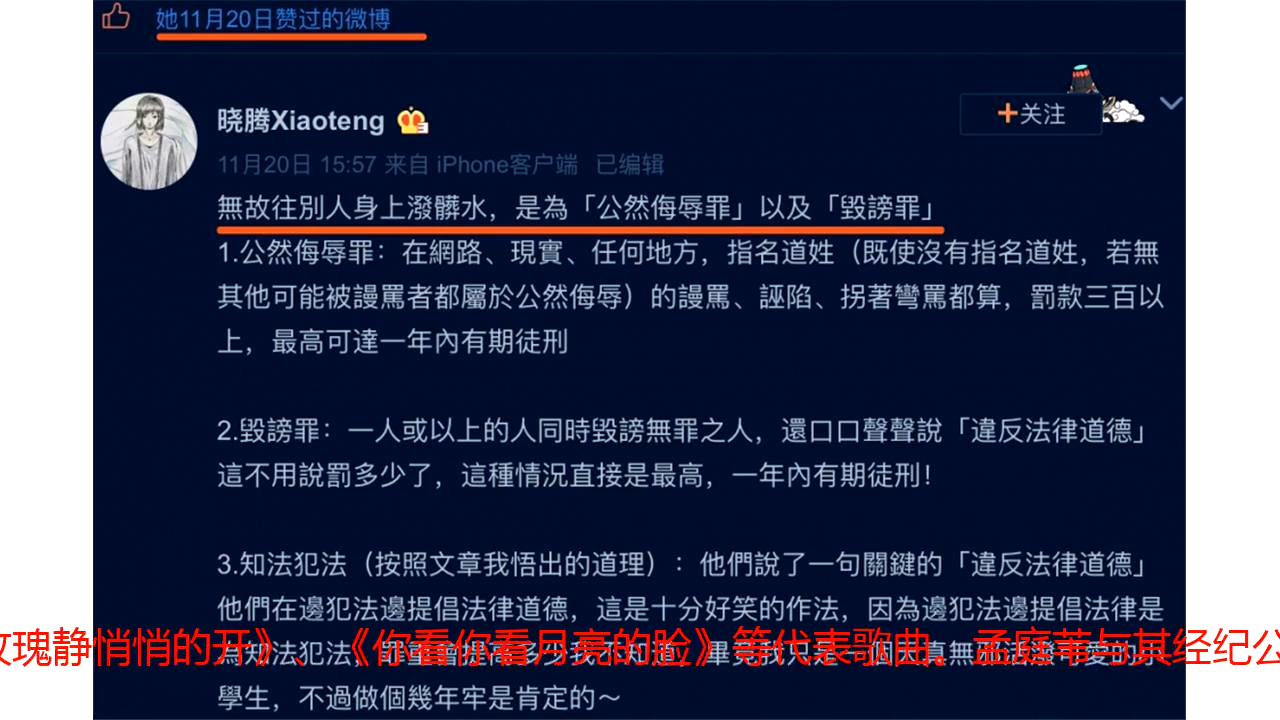 她11月20日赞过的微博
晓腾Xiaoteng
+关注
11月20日 15:57 来自 iPhone客户端 已编辑
無故往別人身上潑髒水，是為「公然侮辱罪」以及「毀謗罪」
1.公然侮辱罪：在網路、現實、任何地方，指名道姓（既使沒有指名道姓，若無
其他可能被謾罵者都屬於公然侮辱）的謾罵、誣陷、拐著彎罵都算，罰款三百以
上，最高可達一年內有期徒刑
2.毀謗罪：一人或以上的人同時毀謗無罪之人，還口口聲聲說「違反法律道德」
這不用說罰多少了，這種情況直接是最高，一年內有期徒刑！
3.知法犯法（按照文章我悟出的道理）：他們說了一句關鍵的「違反法律道德」
他們在邊犯法邊提倡法律道德，這是十分好笑的作法，因為邊犯法邊提倡法律是
玫瑰静悄悄的开》、《你看你看月亮的脸》等代表歌曲。孟庭苇与其经纪公
為知法犯法，
學生，不過做個幾年牢是肯定的～